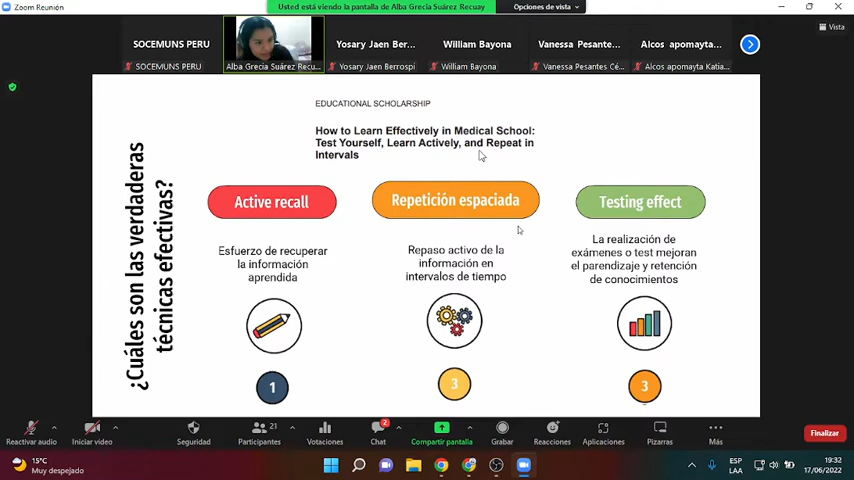 Zoom Reunión
Usted está viendo la pantalla de Alba Grecia Suárez Recuay
Opciones de vista
Vista
SOCEMUNS PERU
Yosary Jaen Ber...
William Bayona
Vanessa Pesante...
Alcos apomayta...
SOCEMUNS PERU
Alba Grecia Suárez Recu...
Yosary Jaen Berrospi
William Bayona
Vanessa Pesantes Cé...
Alcos apomayta Katia...
EDUCATIONAL SCHOLARSHIP
How to Learn Effectively in Medical School:
Test Yourself, Learn Actively, and Repeat in
Intervals
¿Cuáles son las verdaderas
técnicas efectivas?
Active recall
Repetición espaciada
Testing effect
Esfuerzo de recuperar
la información
aprendida
Repaso activo de la
información en
intervalos de tiempo
La realización de
exámenes o test mejoran
el parendizaje y retención
de conocimientos
1
3
3
Reactivar audio
Iniciar video
Seguridad
21
Participantes
Votaciones
2
Chat
Compartir pantalla
Grabar
Reacciones
Aplicaciones
Pizarras
Más
Finalizar
15°C
Muy despejado
ESP
LAA
19:32
17/06/2022